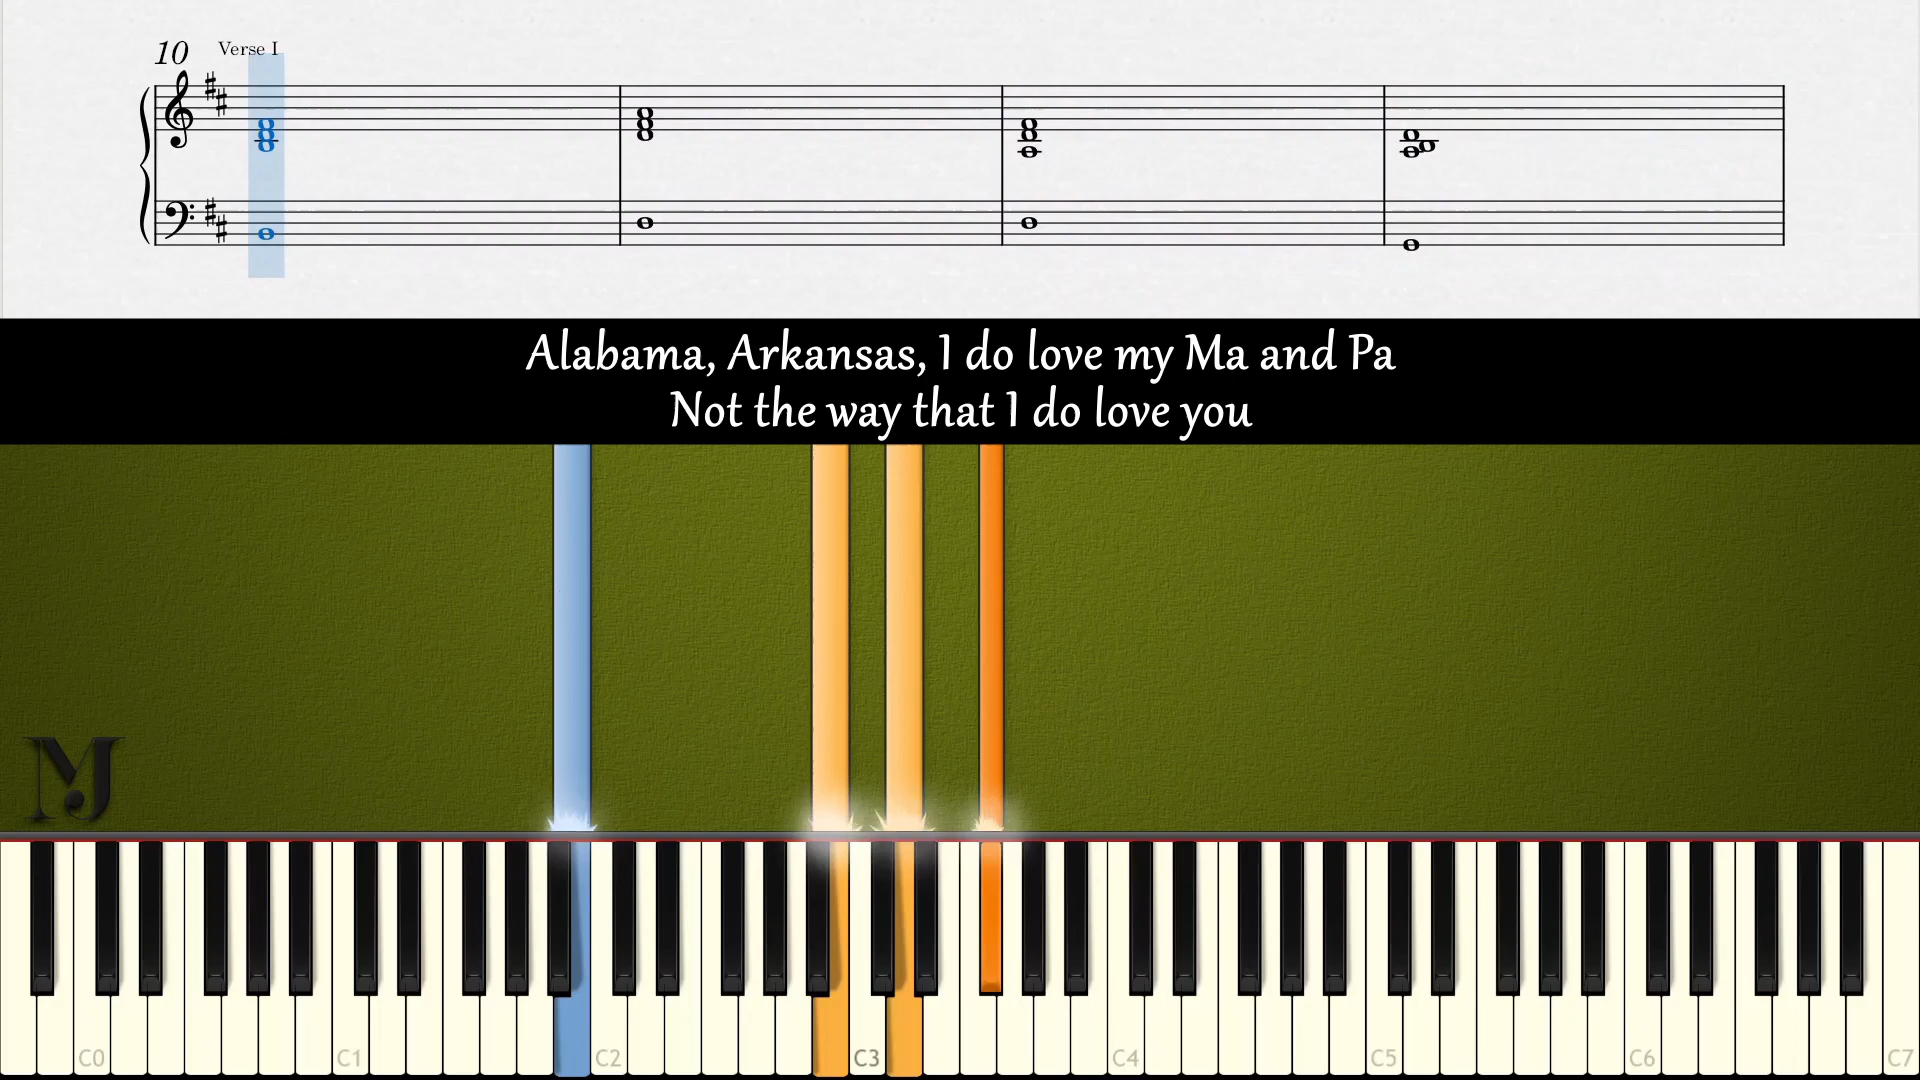 10 Verse I
Alabama, Arkansas, I do love my Ma and Pa
Not the way that I do love you
MJ
C0 C1 C2 C3 C4 C5 C6 C7